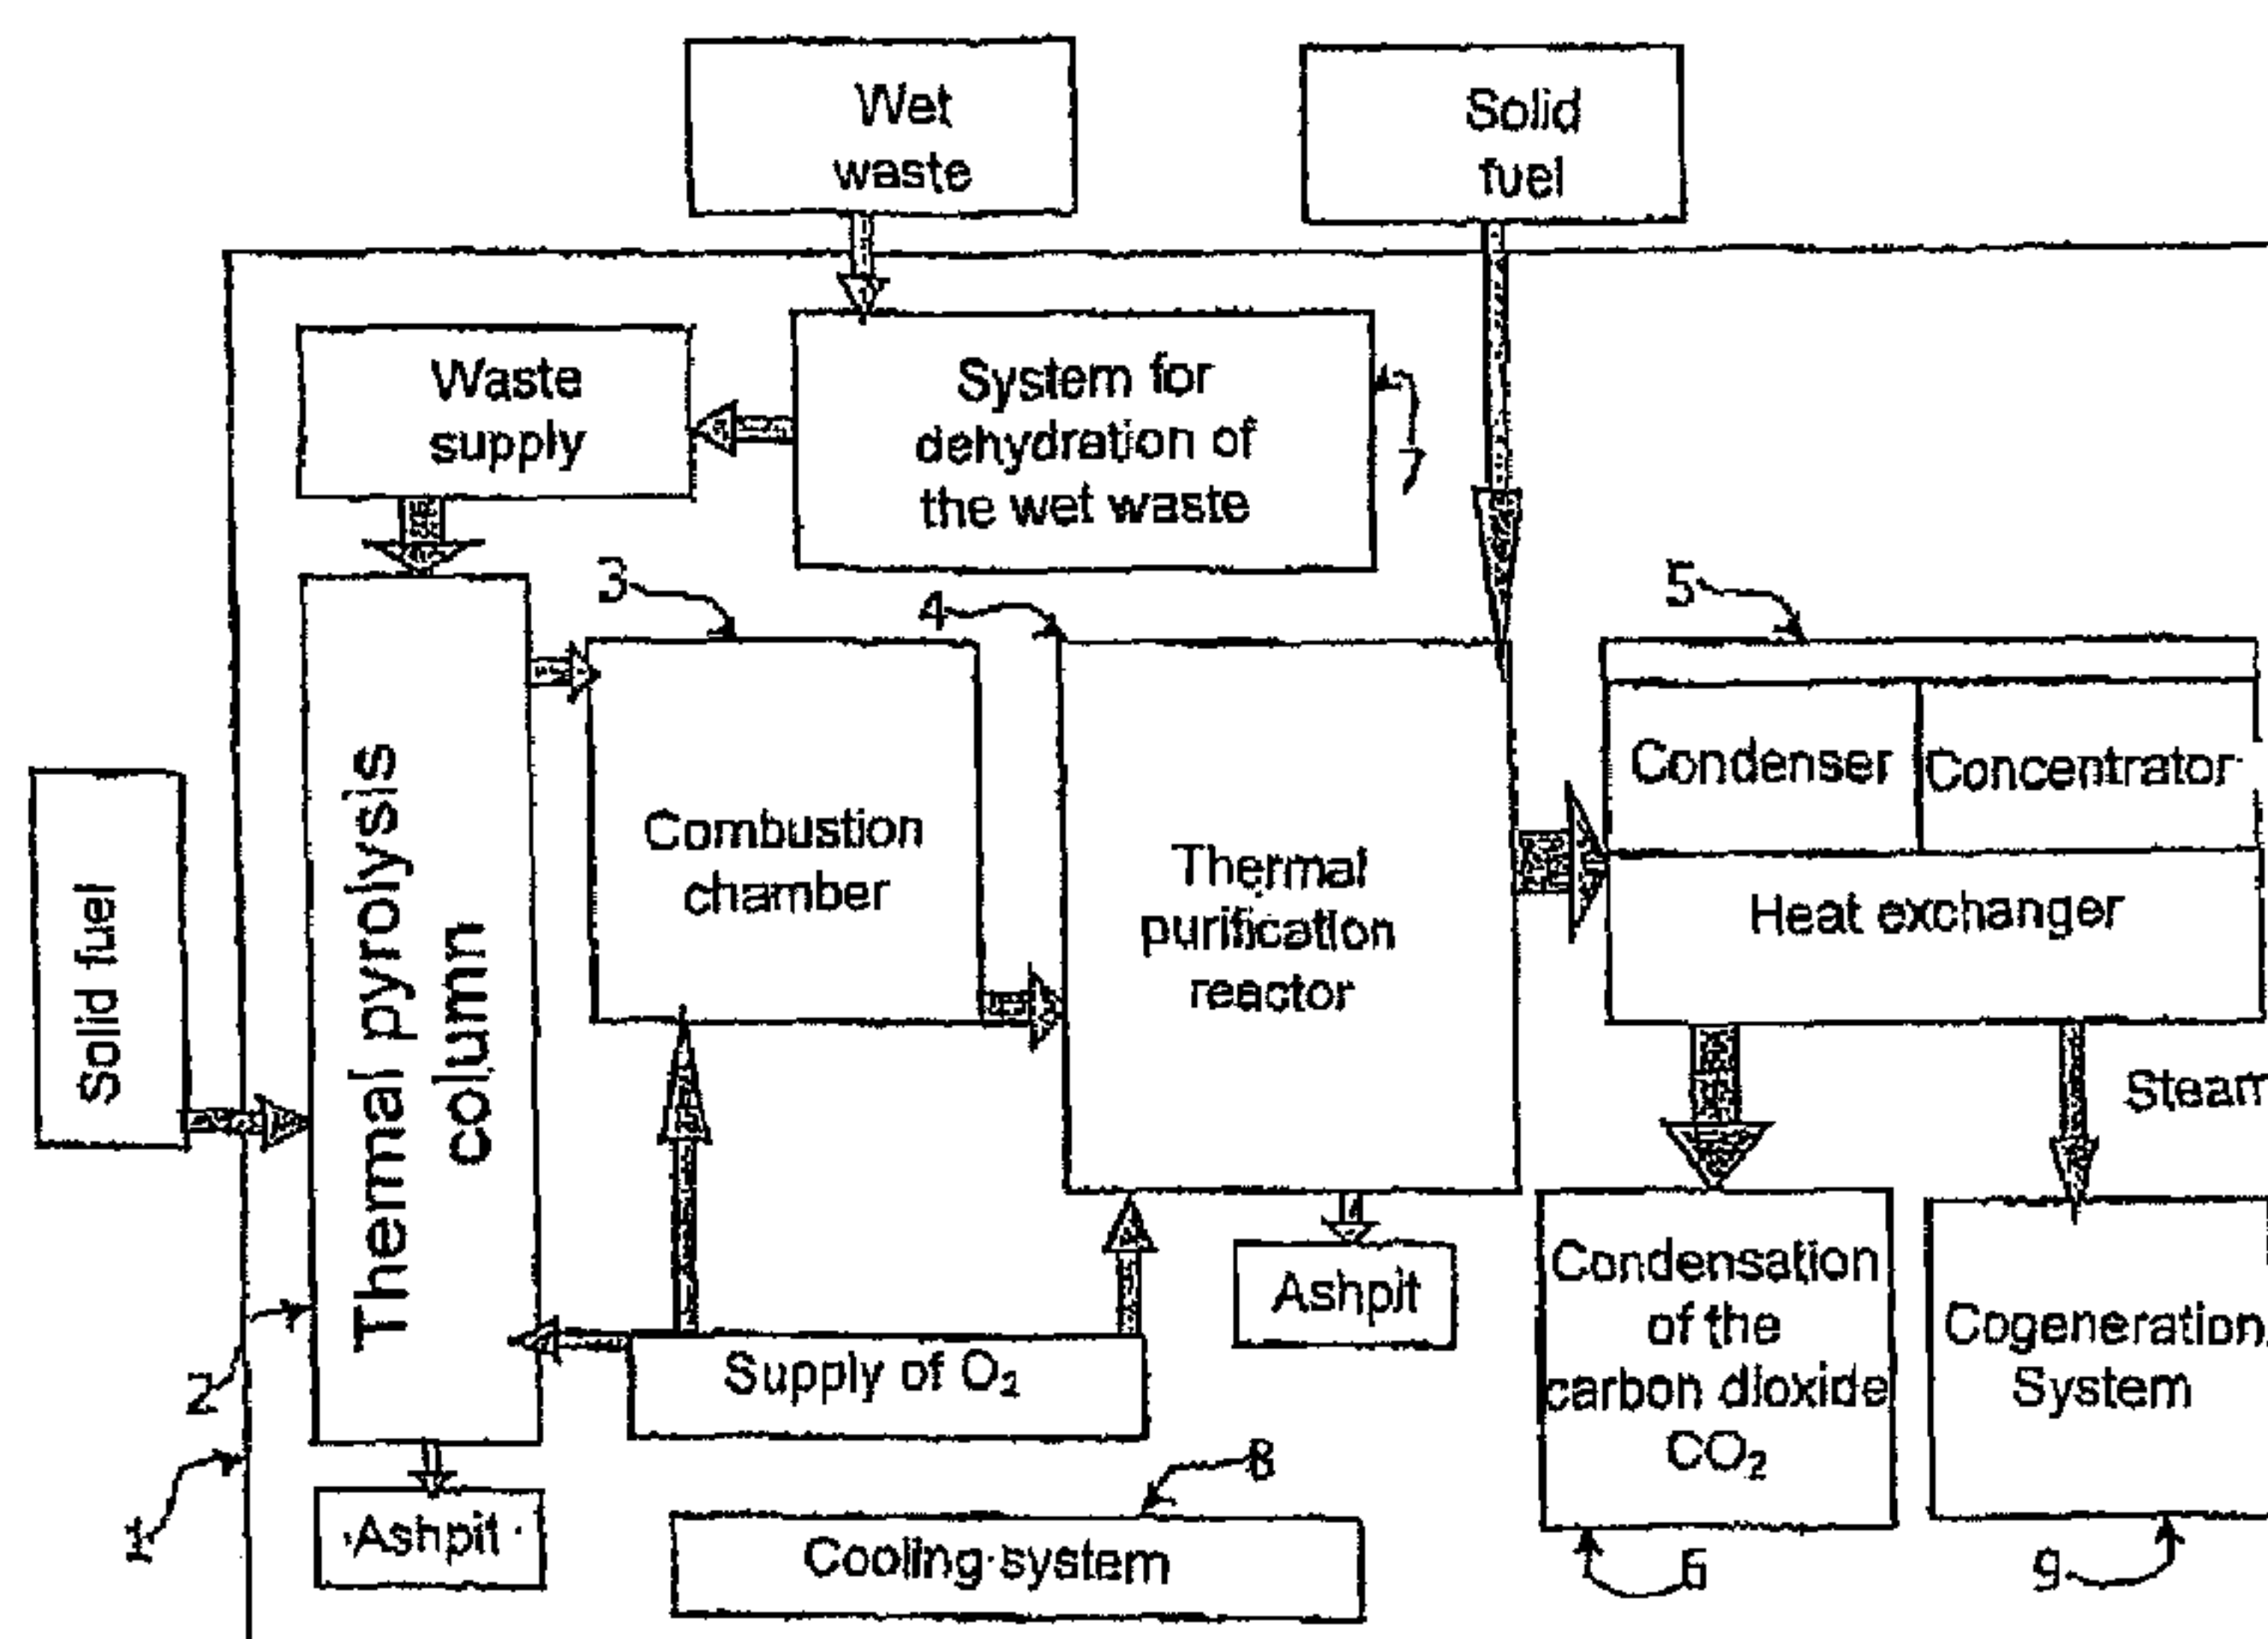 Wet
waste
Solid
fuel
Waste
supply
System for
dehydration of
the wet waste
7
3
4
5
Solid fuel
Thermal pyrolysis
column
Combustion
chamber
Thermal
purification
reactor
Condenser
Concentrator
Heat exchanger
Steam
2
1
Supply of O₂
Ashpit
Ashpit
8
Cooling system
Condensation
of the
carbon dioxide
CO₂
Cogeneration
System
6
9